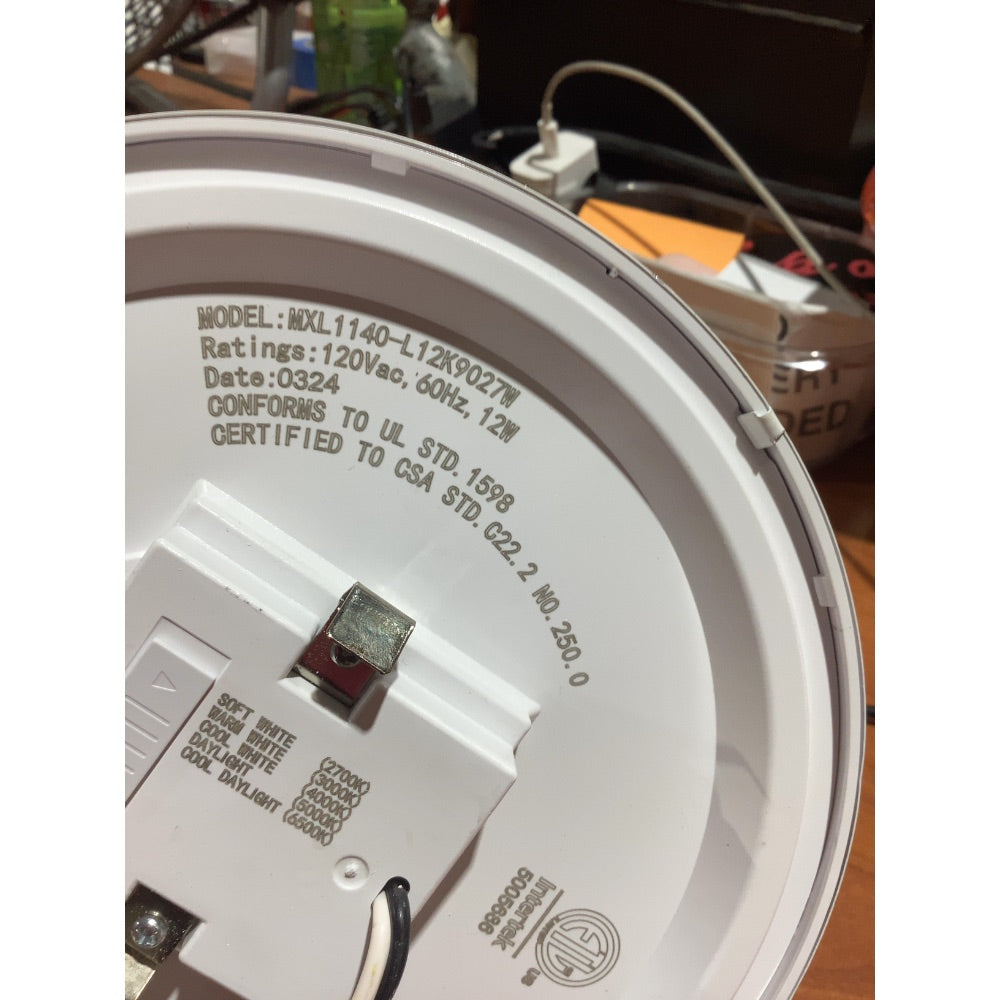 MODEL:MXL1140-L12K9027W
Ratings:120Vac, 60Hz, 12W
Date:0324
CONFORMS TO UL STD.1598
CERTIFIED TO CSA STD.C22.2 NO.250.0
SOFT WHITE (2700K)
WARM WHITE (3000K)
COOL WHITE (4000K)
DAYLIGHT (5000K)
COOL DAYLIGHT (6500K)
Intertek
5005686
ETL
US